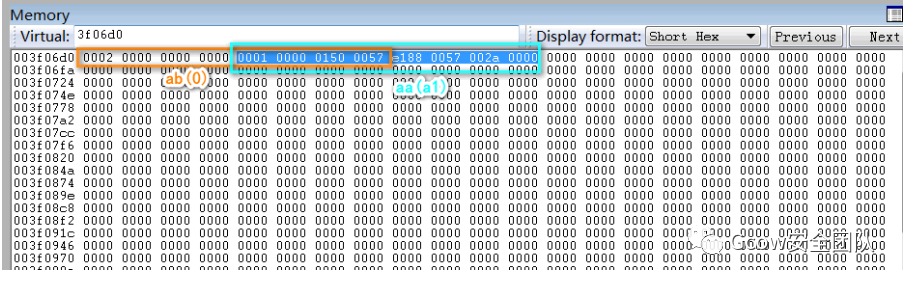 Memory
Virtual: 3f06d0 Display format: Short Hex Previous Next
003f06d0 0002 0000 0000 0000 0001 0000 0150 0057 e188 0057 002a 0000 0000 0000 0000 0000 0000 0000 0000 0000 0000
003f06fa 0000 0000 0000 0000 0000 0000 0000 0000 0000 0000 0000 0000 0000 0000 0000 0000 0000 0000 0000 0000 0000
ab(0)
aa(a1)
003f0724 0000 0000 0000 0000 0000 0000 0000 0000 0000 0000 0000 0000 0000 0000 0000 0000 0000 0000 0000
003f074e 0000 0000 0000 0000 0000 0000 0000 0000 0000 0000 0000 0000 0000 0000 0000 0000 0000 0000 0000 0000 0000
003f0778 0000 0000 0000 0000 0000 0000 0000 0000 0000 0000 0000 0000 0000 0000 0000 0000 0000 0000 0000 0000 0000
003f07a2 0000 0000 0000 0000 0000 0000 0000 0000 0000 0000 0000 0000 0000 0000 0000 0000 0000 0000 0000 0000 0000
003f07cc 0000 0000 0000 0000 0000 0000 0000 0000 0000 0000 0000 0000 0000 0000 0000 0000 0000 0000 0000 0000 0000
003f07f6 0000 0000 0000 0000 0000 0000 0000 0000 0000 0000 0000 0000 0000 0000 0000 0000 0000 0000 0000 0000 0000
003f0820 0000 0000 0000 0000 0000 0000 0000 0000 0000 0000 0000 0000 0000 0000 0000 0000 0000 0000 0000 0000 0000
003f084a 0000 0000 0000 0000 0000 0000 0000 0000 0000 0000 0000 0000 0000 0000 0000 0000 0000 0000 0000 0000 0000
003f0874 0000 0000 0000 0000 0000 0000 0000 0000 0000 0000 0000 0000 0000 0000 0000 0000 0000 0000 0000 0000 0000
003f089e 0000 0000 0000 0000 0000 0000 0000 0000 0000 0000 0000 0000 0000 0000 0000 0000 0000 0000 0000 0000 0000
003f08c8 0000 0000 0000 0000 0000 0000 0000 0000 0000 0000 0000 0000 0000 0000 0000 0000 0000 0000 0000 0000 0000
003f08f2 0000 0000 0000 0000 0000 0000 0000 0000 0000 0000 0000 0000 0000 0000 0000 0000 0000 0000 0000 0000 0000
003f091c 0000 0000 0000 0000 0000 0000 0000 0000 0000 0000 0000 0000 0000 0000 0000 0000
003f0946 0000 0000 0000 0000 0000 0000 0000 0000 0000 0000 0000 0000 0000 0000 0000 0000
GcoW安全团队
003f0970 0000 0000 0000 0000 0000 0000 0000 0000 0000 0000 0000 0000 0000 0000 0000 0000 0000 0000 0000 0000 0000